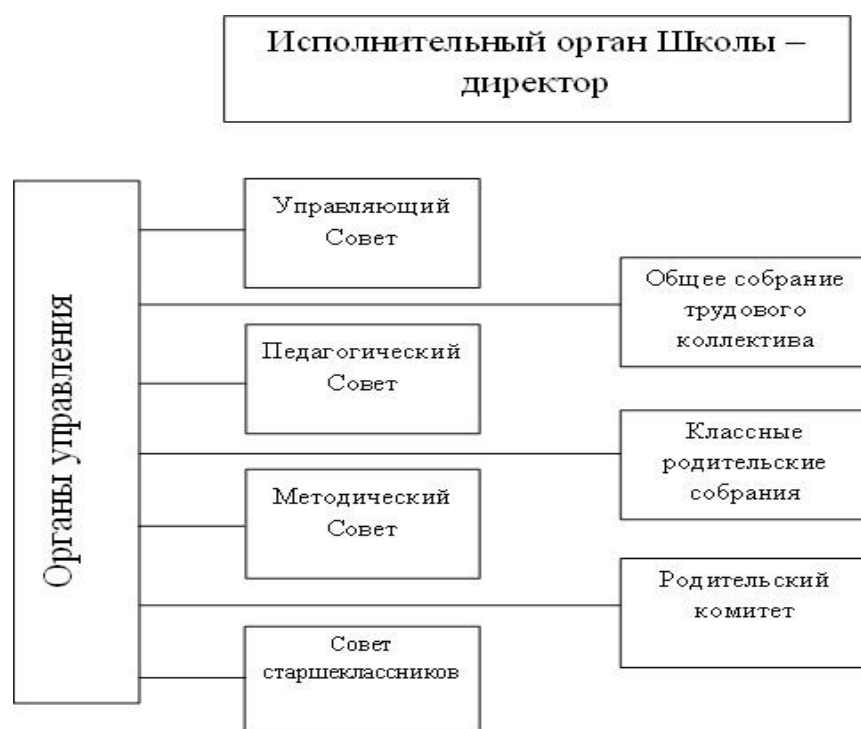 Исполнительный орган Школы –
директор
Органы управления
Управляющий
Совет
Общее собрание
трудового
коллектива
Педагогический
Совет
Классные
родительские
собрания
Методический
Совет
Родительский
комитет
Совет
старшеклассников